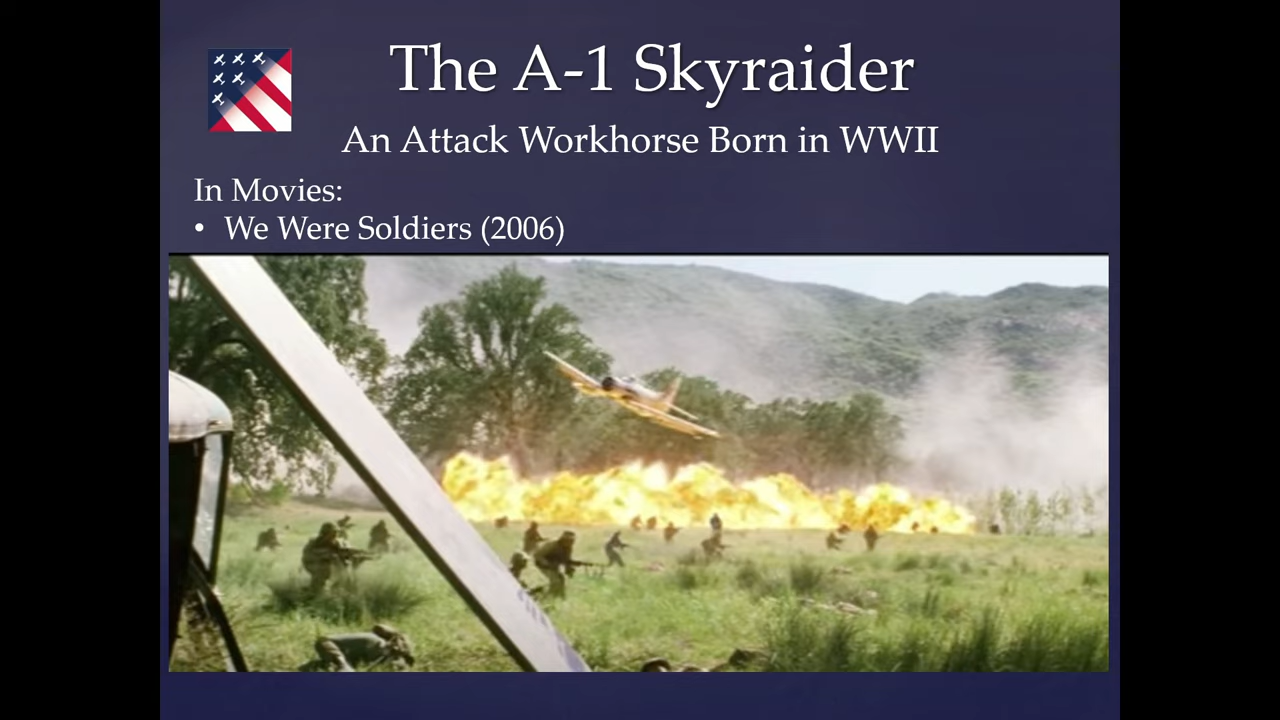 The A-1 Skyraider
An Attack Workhorse Born in WWII
In Movies:
• We Were Soldiers (2006)